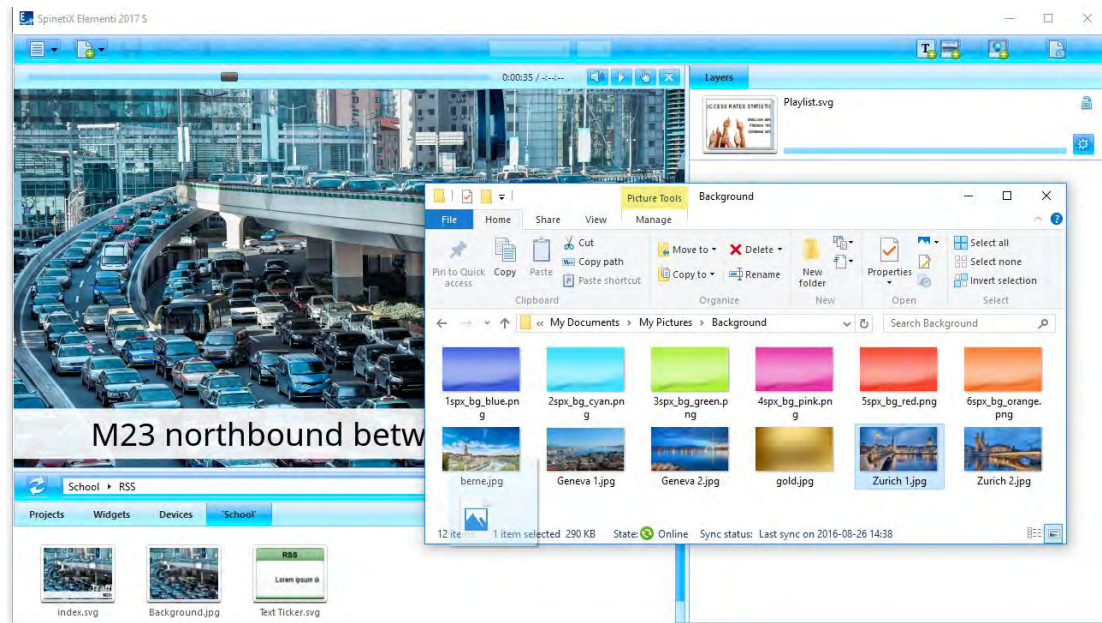 SpinetiX Elementi 2017 S
0:00:35 / -:--:--
Layers
Playlist.svg
M23 northbound betw
School ▸ RSS
Projects Widgets Devices 'School'
index.svg Background.jpg Text Ticker.svg
RSS
Lorem ipsum d
Picture Tools Background
File Home Share View Manage
Pin to Quick access
Copy
Paste
Cut
Copy path
Paste shortcut
Clipboard
Move to
Copy to
Delete
Rename
Organize
New folder
New
Properties
Open
Select all
Select none
Invert selection
Select
« My Documents › My Pictures › Background
Search Background
1spx_bg_blue.png
2spx_bg_cyan.png
3spx_bg_green.png
4spx_bg_pink.png
5spx_bg_red.png
6spx_bg_orange.png
berne.jpg
Geneva 1.jpg
Geneva 2.jpg
gold.jpg
Zurich 1.jpg
Zurich 2.jpg
12 ite 1 item selected 290 KB State: Online Sync status: Last sync on 2016-08-26 14:38